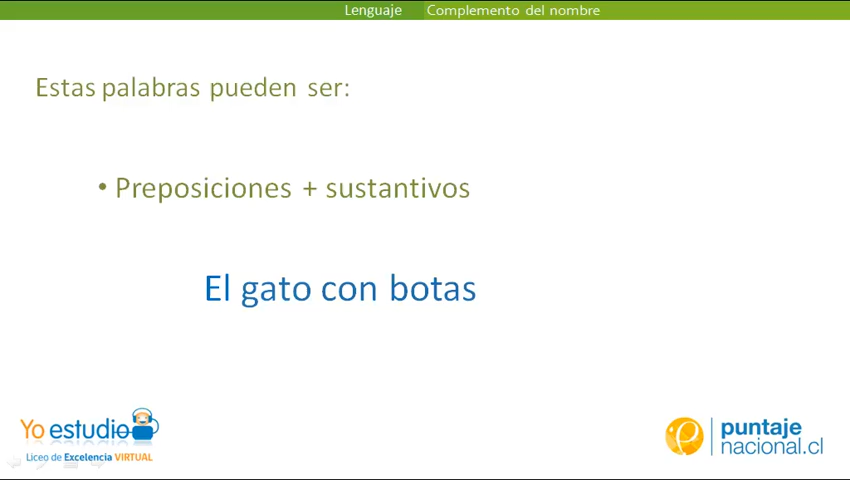 Lenguaje Complemento del nombre
Estas palabras pueden ser:
• Preposiciones + sustantivos
El gato con botas
Yo estudio
Liceo de Excelencia VIRTUAL
puntaje
nacional.cl